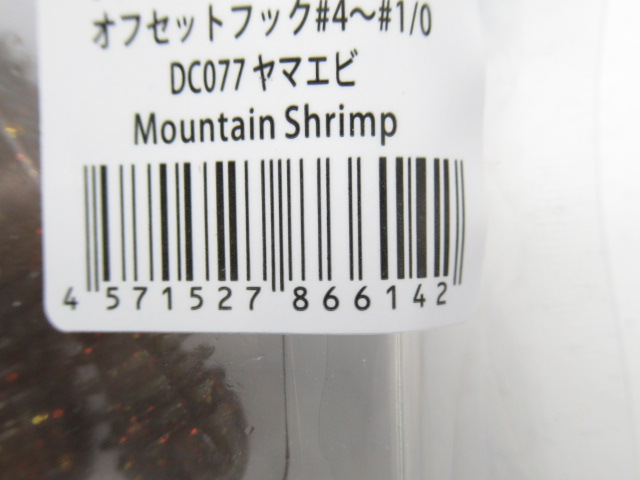 オフセットフック#4～#1/0
DC077 ヤマエビ
Mountain Shrimp
4 571527 866142